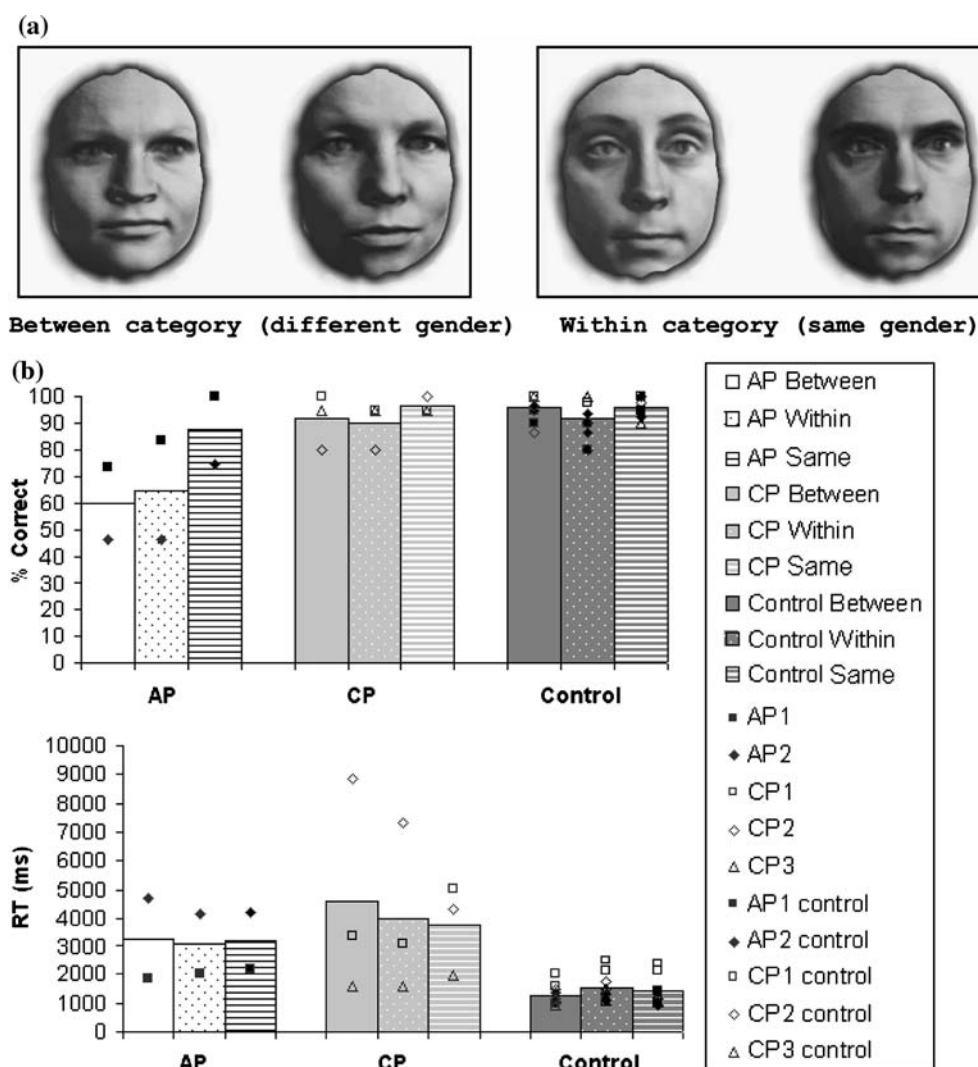 (a)
Between category (different gender)
Within category (same gender)
(b)
% Correct
100
90
80
70
60
50
40
30
20
10
0
AP
CP
Control
RT (ms)
10000
9000
8000
7000
6000
5000
4000
3000
2000
1000
0
AP
CP
Control
AP Between
AP Within
AP Same
CP Between
CP Within
CP Same
Control Between
Control Within
Control Same
AP1
AP2
CP1
CP2
CP3
AP1 control
AP2 control
CP1 control
CP2 control
CP3 control